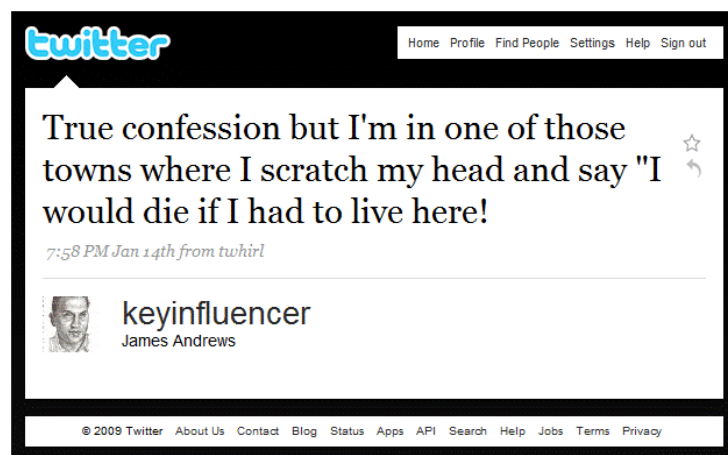 twitter
Home Profile Find People Settings Help Sign out
True confession but I'm in one of those
towns where I scratch my head and say "I
would die if I had to live here!
7:58 PM Jan 14th from twhirl
keyinfluencer
James Andrews
© 2009 Twitter About Us Contact Blog Status Apps API Search Help Jobs Terms Privacy